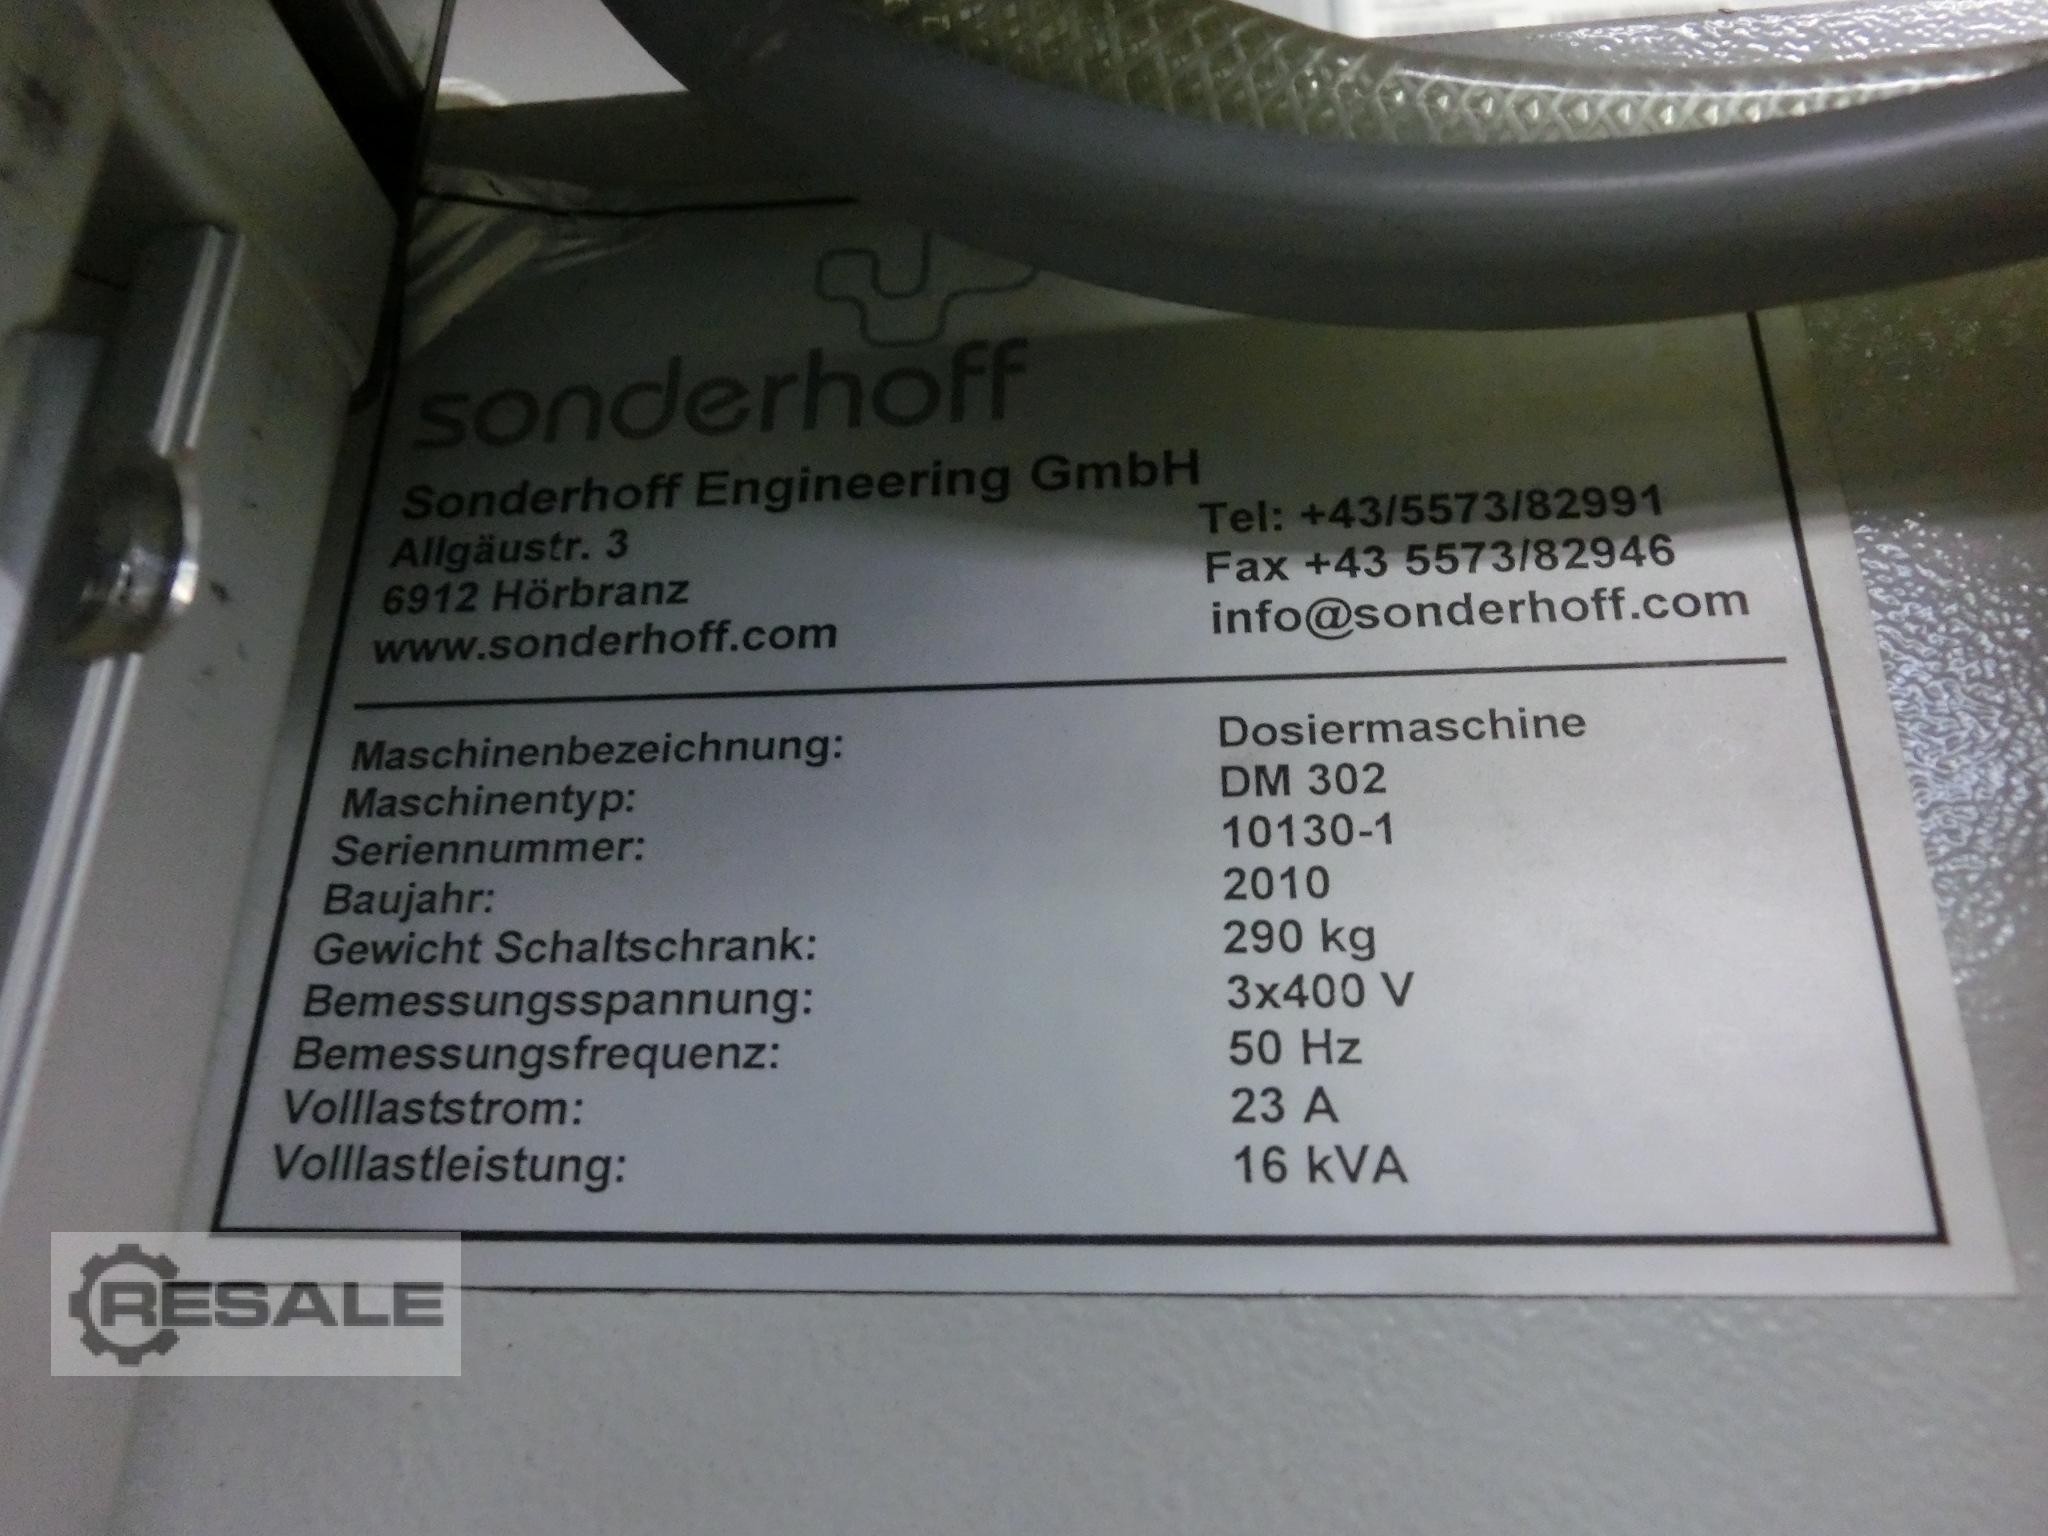 sonderhoff
Sonderhoff Engineering GmbH
Allgäustr. 3
6912 Hörbranz
www.sonderhoff.com
Tel: +43/5573/82991
Fax +43 5573/82946
info@sonderhoff.com
Maschinenbezeichnung: Dosiermaschine
Maschinentyp: DM 302
Seriennummer: 10130-1
Baujahr: 2010
Gewicht Schaltschrank: 290 kg
Bemessungsspannung: 3x400 V
Bemessungsfrequenz: 50 Hz
Volllaststrom: 23 A
Volllastleistung: 16 kVA
RESALE